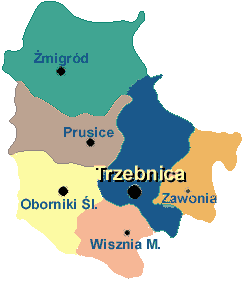 Żmigród
Prusice
Trzebnica
Oborniki Śl.
Zawonia
Wisznia M.